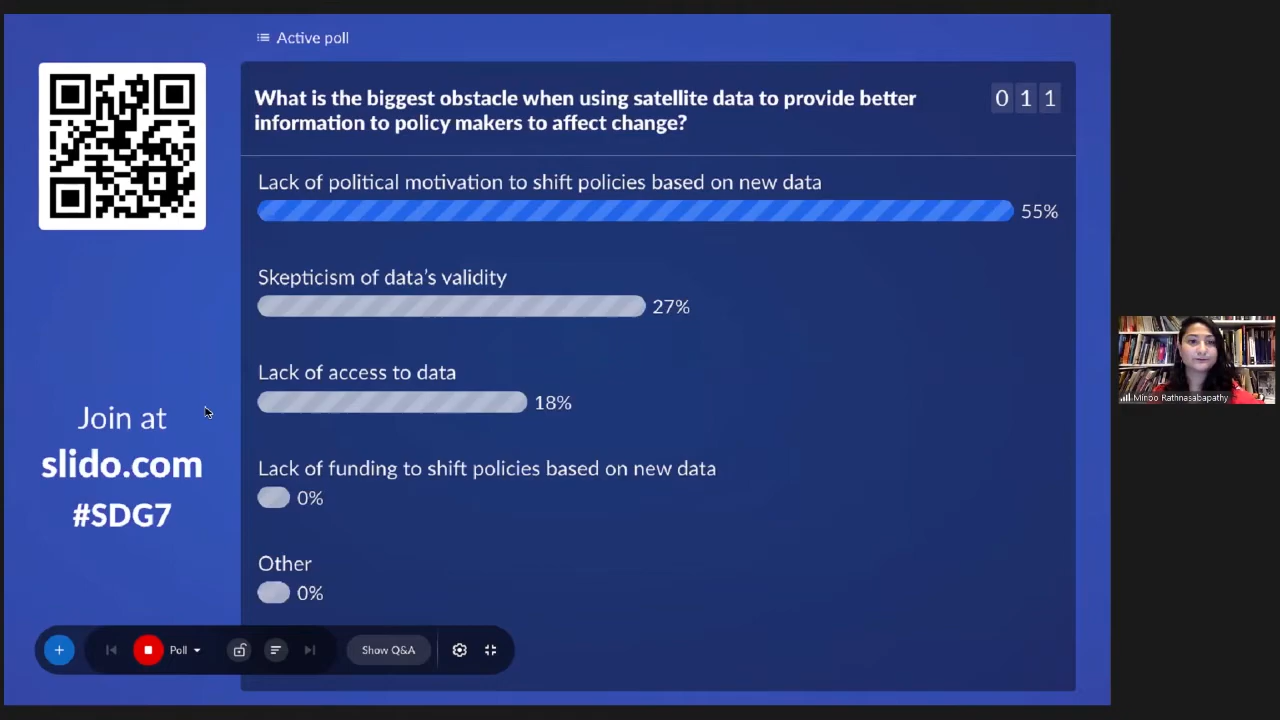 Active poll
What is the biggest obstacle when using satellite data to provide better
information to policy makers to affect change?
0 1 1
Lack of political motivation to shift policies based on new data
55%
Skepticism of data’s validity
27%
Lack of access to data
18%
Lack of funding to shift policies based on new data
0%
Other
0%
Join at
slido.com
#SDG7
Poll
Show Q&A
Minoo Rathnasabapathy